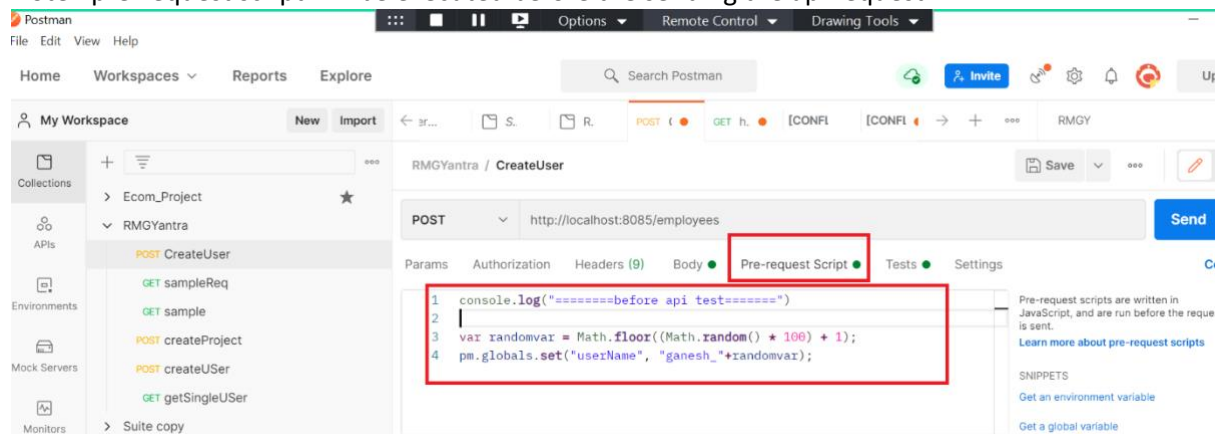 Options Remote Control Drawing Tools
Postman
File Edit View Help
Home Workspaces Reports Explore Search Postman Invite
My Workspace New Import S. R. POST GET h. [CONFL [CONFL RMGY
Collections
RMGYantra / CreateUser Save
Ecom_Project
RMGYantra
POST http://localhost:8085/employees Send
APIs
POST CreateUser
Params Authorization Headers (9) Body Pre-request Script Tests Settings
GET sampleReq
Environments
GET sample
POST createProject
Mock Servers
POST createUSer
GET getSingleUSer
Monitors
Suite copy
1 console.log("========before api test=======")
2
3 var randomvar = Math.floor((Math.random() * 100) + 1);
4 pm.globals.set("userName", "ganesh_"+randomvar);
Pre-request scripts are written in
JavaScript, and are run before the reque
is sent.
Learn more about pre-request scripts
SNIPPETS
Get an environment variable
Get a global variable